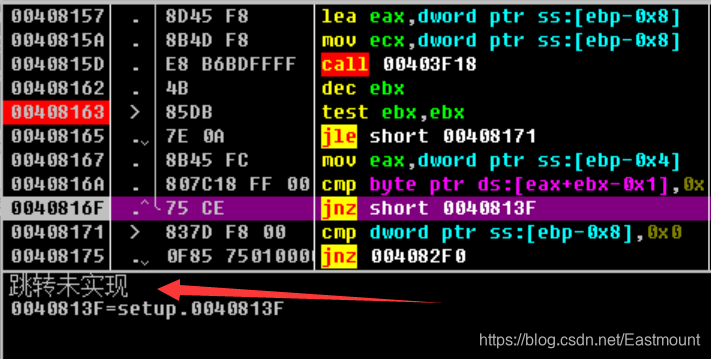 00408157 . 8D45 F8 lea eax,dword ptr ss:[ebp-0x8]
0040815A . 8B4D F8 mov ecx,dword ptr ss:[ebp-0x8]
0040815D . E8 B6BDFFFF call 00403F18
00408162 . 4B dec ebx
00408163 > 85DB test ebx,ebx
00408165 . 7E 0A jle short 00408171
00408167 . 8B45 FC mov eax,dword ptr ss:[ebp-0x4]
0040816A . 807C18 FF 00 cmp byte ptr ds:[eax+ebx-0x1],0x
0040816F .^ 75 CE jnz short 0040813F
00408171 > 837D F8 00 cmp dword ptr ss:[ebp-0x8],0x0
00408175 . 0F85 75010000 jnz 004082F0
跳转未实现
0040813F=setup.0040813F
https://blog.csdn.net/Eastmount